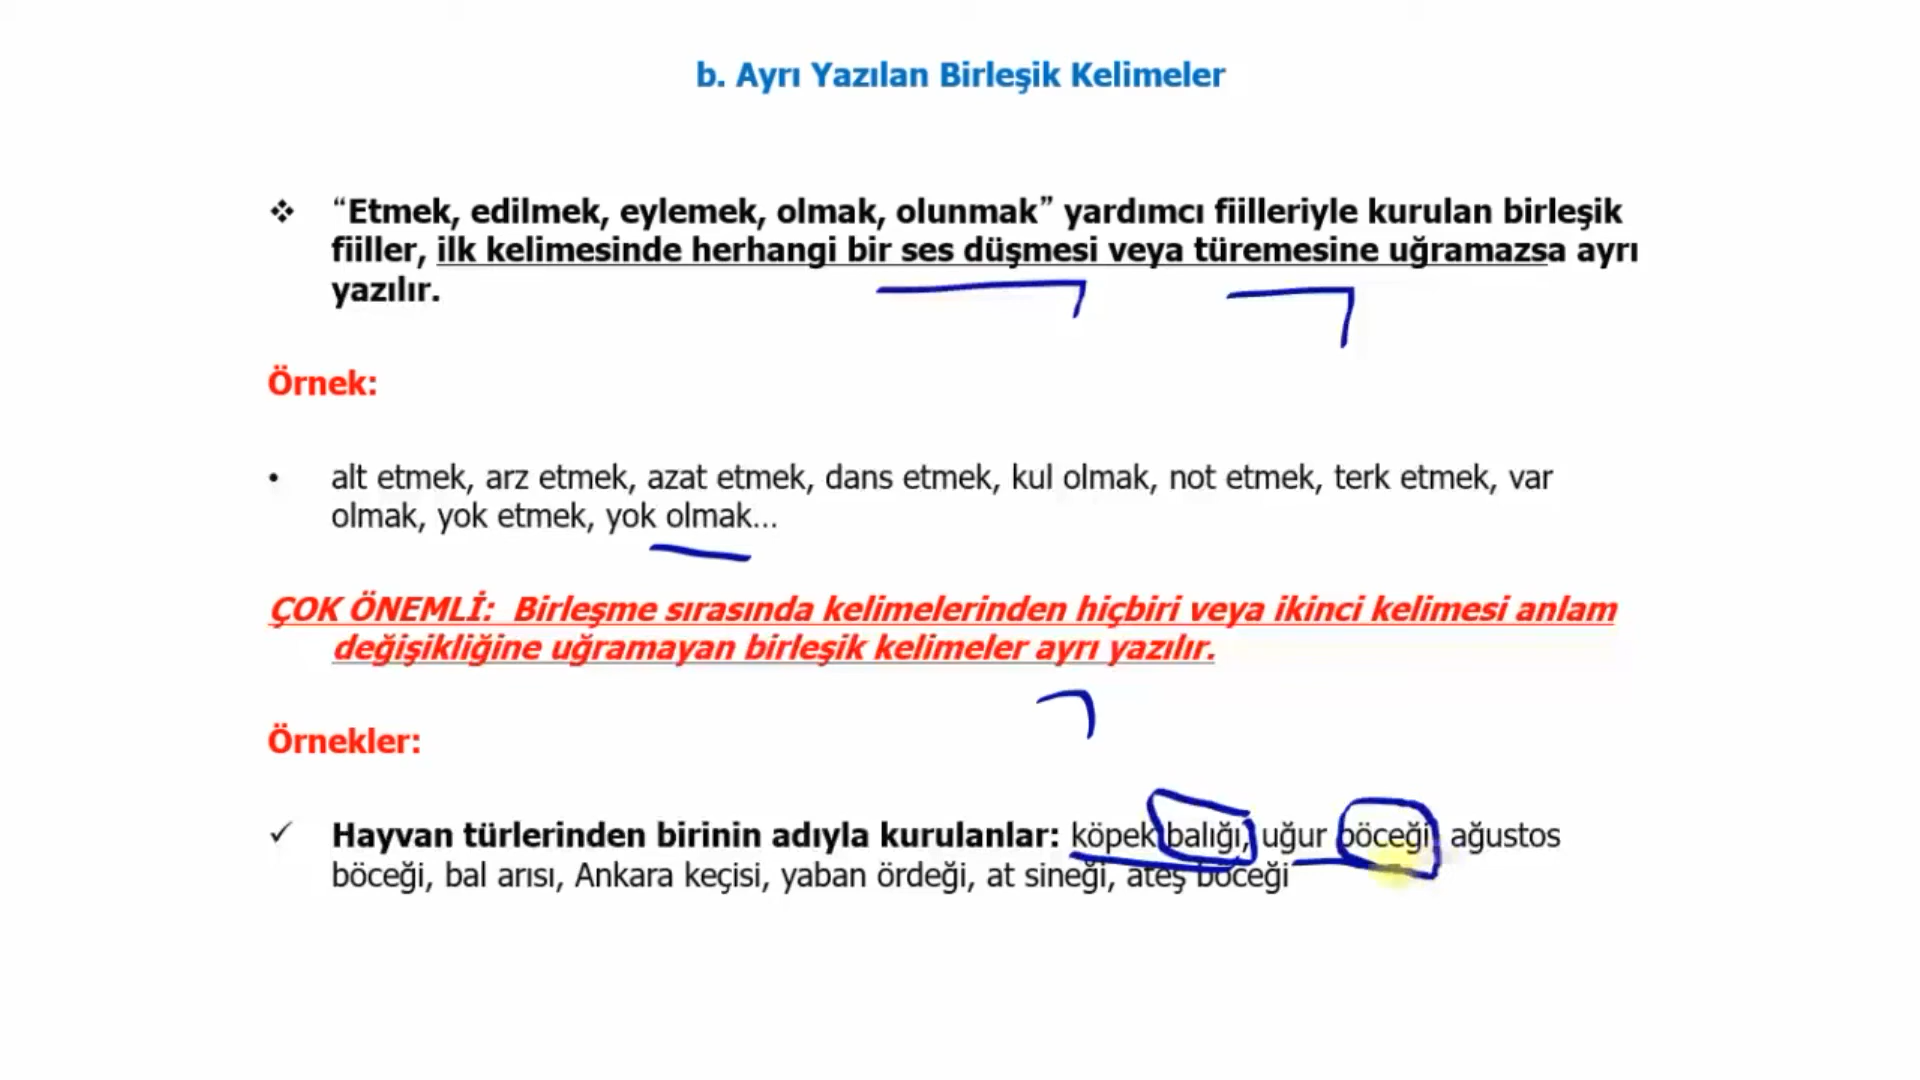 b. Ayrı Yazılan Birleşik Kelimeler
❖ “Etmek, edilmek, eylemek, olmak, olunmak” yardımcı fiilleriyle kurulan birleşik
fiiller, ilk kelimesinde herhangi bir ses düşmesi veya türemesine uğramazsa ayrı
yazılır.
Örnek:
• alt etmek, arz etmek, azat etmek, dans etmek, kul olmak, not etmek, terk etmek, var
olmak, yok etmek, yok olmak...
ÇOK ÖNEMLİ: Birleşme sırasında kelimelerinden hiçbiri veya ikinci kelimesi anlam
değişikliğine uğramayan birleşik kelimeler ayrı yazılır.
Örnekler:
✓ Hayvan türlerinden birinin adıyla kurulanlar: köpek balığı, uğur böceği, ağustos
böceği, bal arısı, Ankara keçisi, yaban ördeği, at sineği, ateş böceği